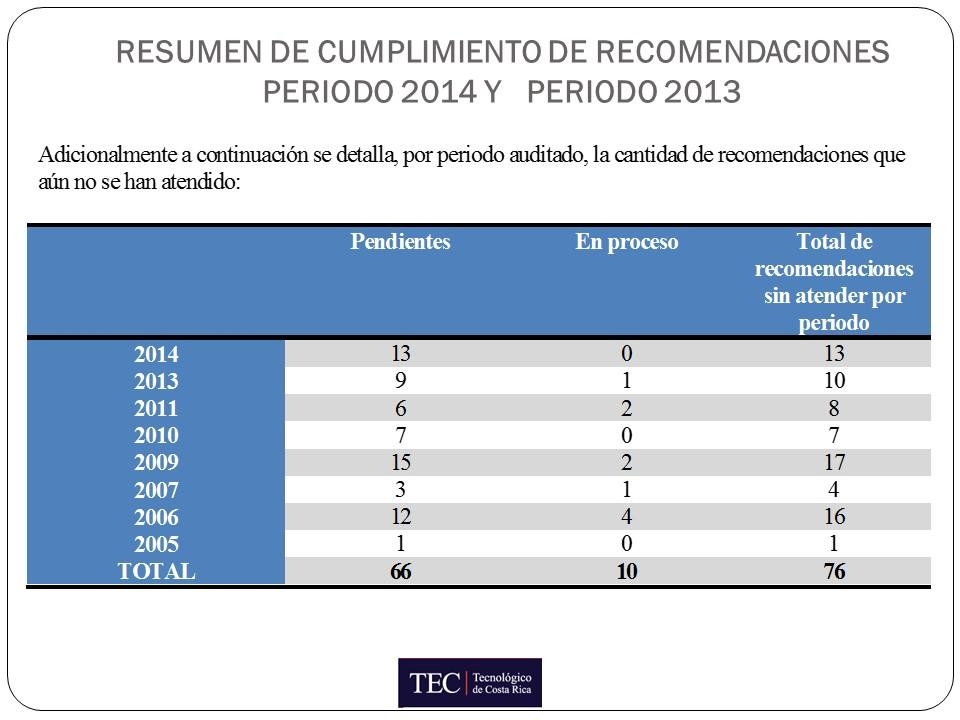 RESUMEN DE CUMPLIMIENTO DE RECOMENDACIONES
PERIODO 2014 Y PERIODO 2013
Adicionalmente a continuación se detalla, por periodo auditado, la cantidad de recomendaciones que
aún no se han atendido:
Pendientes En proceso Total de
recomendaciones
sin atender por
periodo
2014 13 0 13
2013 9 1 10
2011 6 2 8
2010 7 0 7
2009 15 2 17
2007 3 1 4
2006 12 4 16
2005 1 0 1
TOTAL 66 10 76
TEC Tecnológico
de Costa Rica